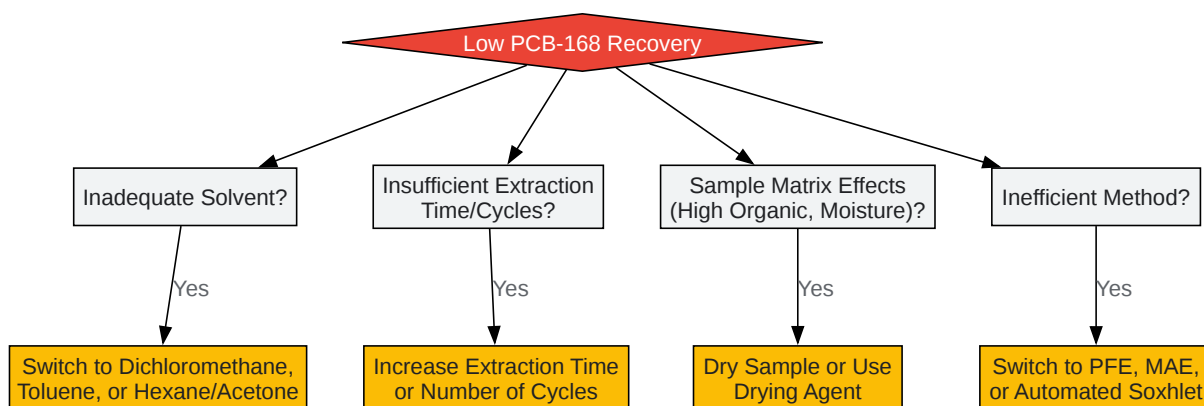 Low PCB-168 Recovery
Inadequate Solvent?
Insufficient Extraction
Time/Cycles?
Sample Matrix Effects
(High Organic, Moisture)?
Inefficient Method?
Yes
Yes
Yes
Yes
Switch to Dichloromethane,
Toluene, or Hexane/Acetone
Increase Extraction Time
or Number of Cycles
Dry Sample or Use
Drying Agent
Switch to PFE, MAE,
or Automated Soxhlet